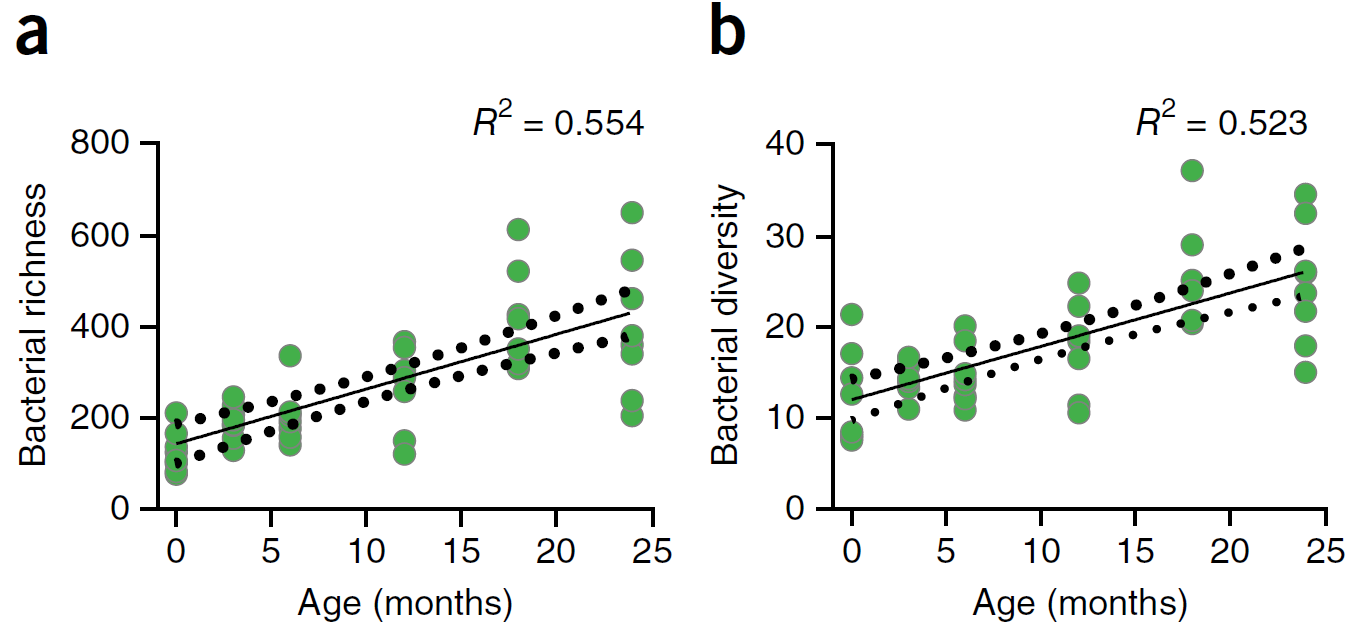 a
R² = 0.554
Bacterial richness
800
600
400
200
0
0 5 10 15 20 25
Age (months)
b
R² = 0.523
Bacterial diversity
40
30
20
10
0
0 5 10 15 20 25
Age (months)